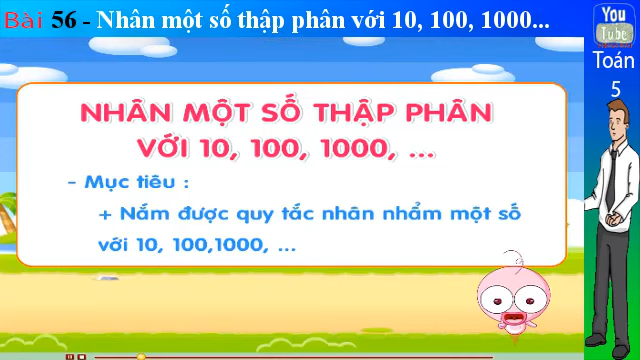 Bài 56 - Nhân một số thập phân với 10, 100, 1000...
You
Tube
Toán
5
NHÂN MỘT SỐ THẬP PHÂN
VỚI 10, 100, 1000, ...
- Mục tiêu :
+ Nắm được quy tắc nhân nhẩm một số
với 10, 100,1000, ...